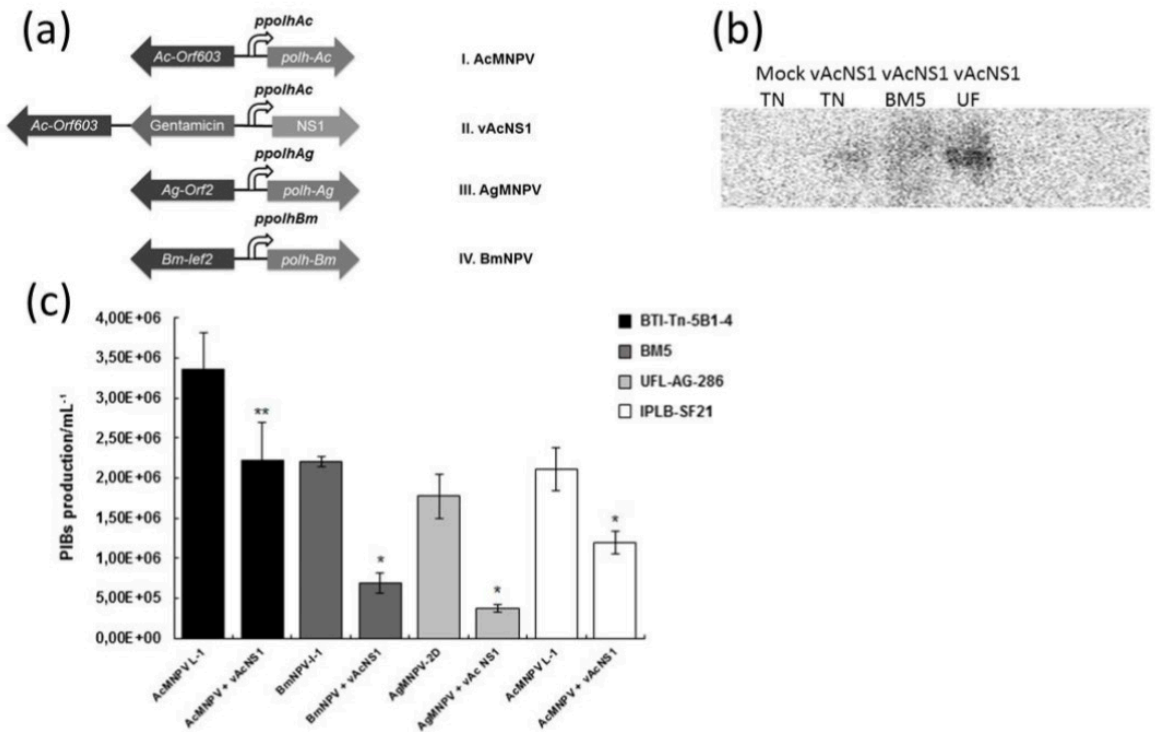 (a)
ppolhAc
Ac-Orf603
polh-Ac
I. AcMNPV
ppolhAc
Ac-Orf603
Gentamicin
NS1
II. vAcNS1
ppolhAg
Ag-Orf2
polh-Ag
III. AgMNPV
ppolhBm
Bm-lef2
polh-Bm
IV. BmNPV
(b)
Mock vAcNS1 vAcNS1 vAcNS1
TN TN BM5 UF
(c)
4,00E+06
3,50E+06
3,00E+06
2,50E+06
2,00E+06
1,50E+06
1,00E+06
5,00E+05
0,00E+00
PIBs production/mL-1
** * * *
BTI-Tn-5B1-4
BM5
UFL-AG-286
IPLB-SF21
AcMNPV L-1
AcMNPV + vAcNS1
BmNPV-I-1
BmNPV + vAcNS1
AgMNPV-2D
AgMNPV + vAc NS1
AcMNPV L-1
AcMNPV + vAcNS1